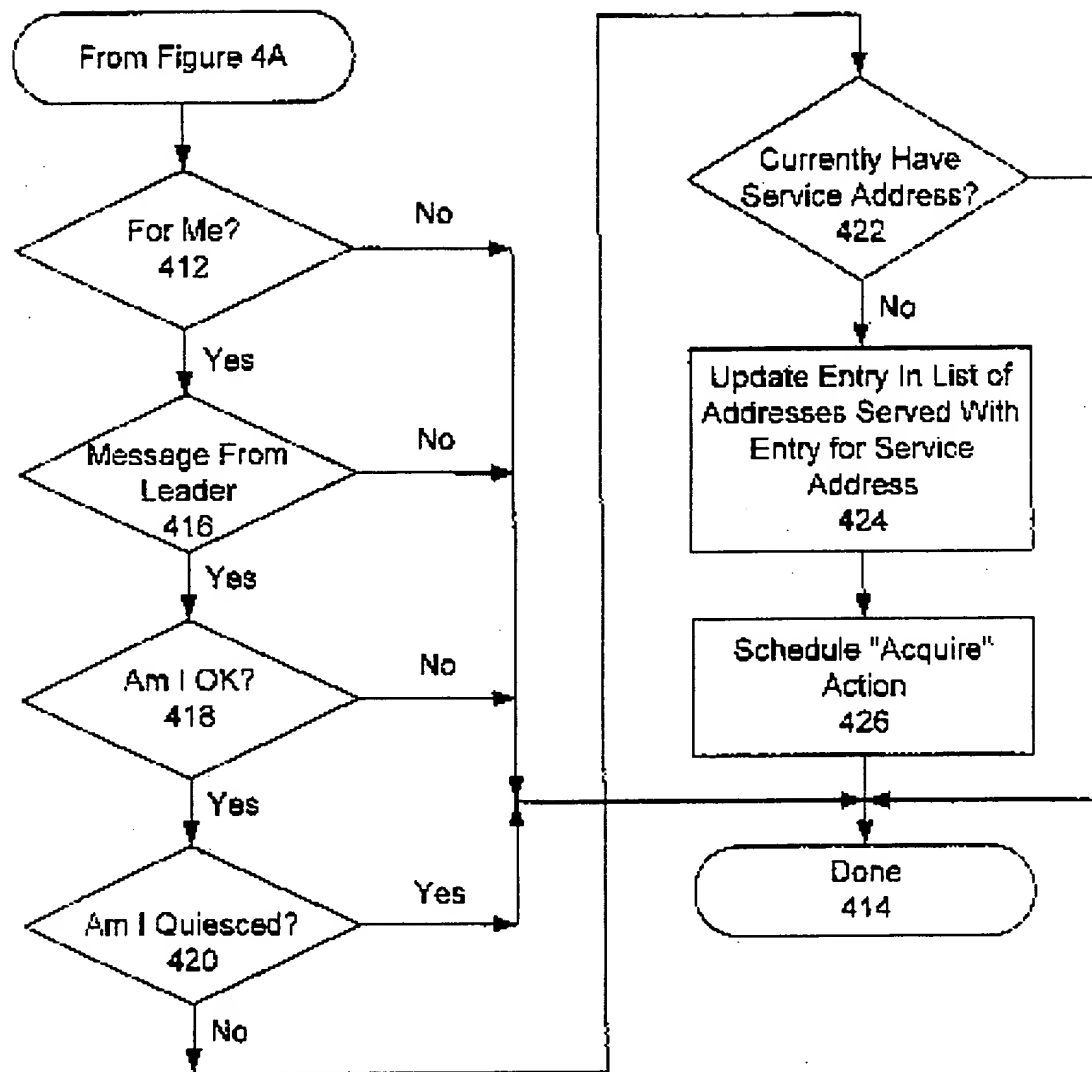 From Figure 4A
For Me?
412
No
Yes
Message From
Leader
416
No
Yes
Am I OK?
418
No
Yes
Am I Quiesced?
420
Yes
No
Currently Have
Service Address?
422
No
Update Entry In List of
Addresses Served With
Entry for Service
Address
424
Schedule "Acquire"
Action
426
Done
414